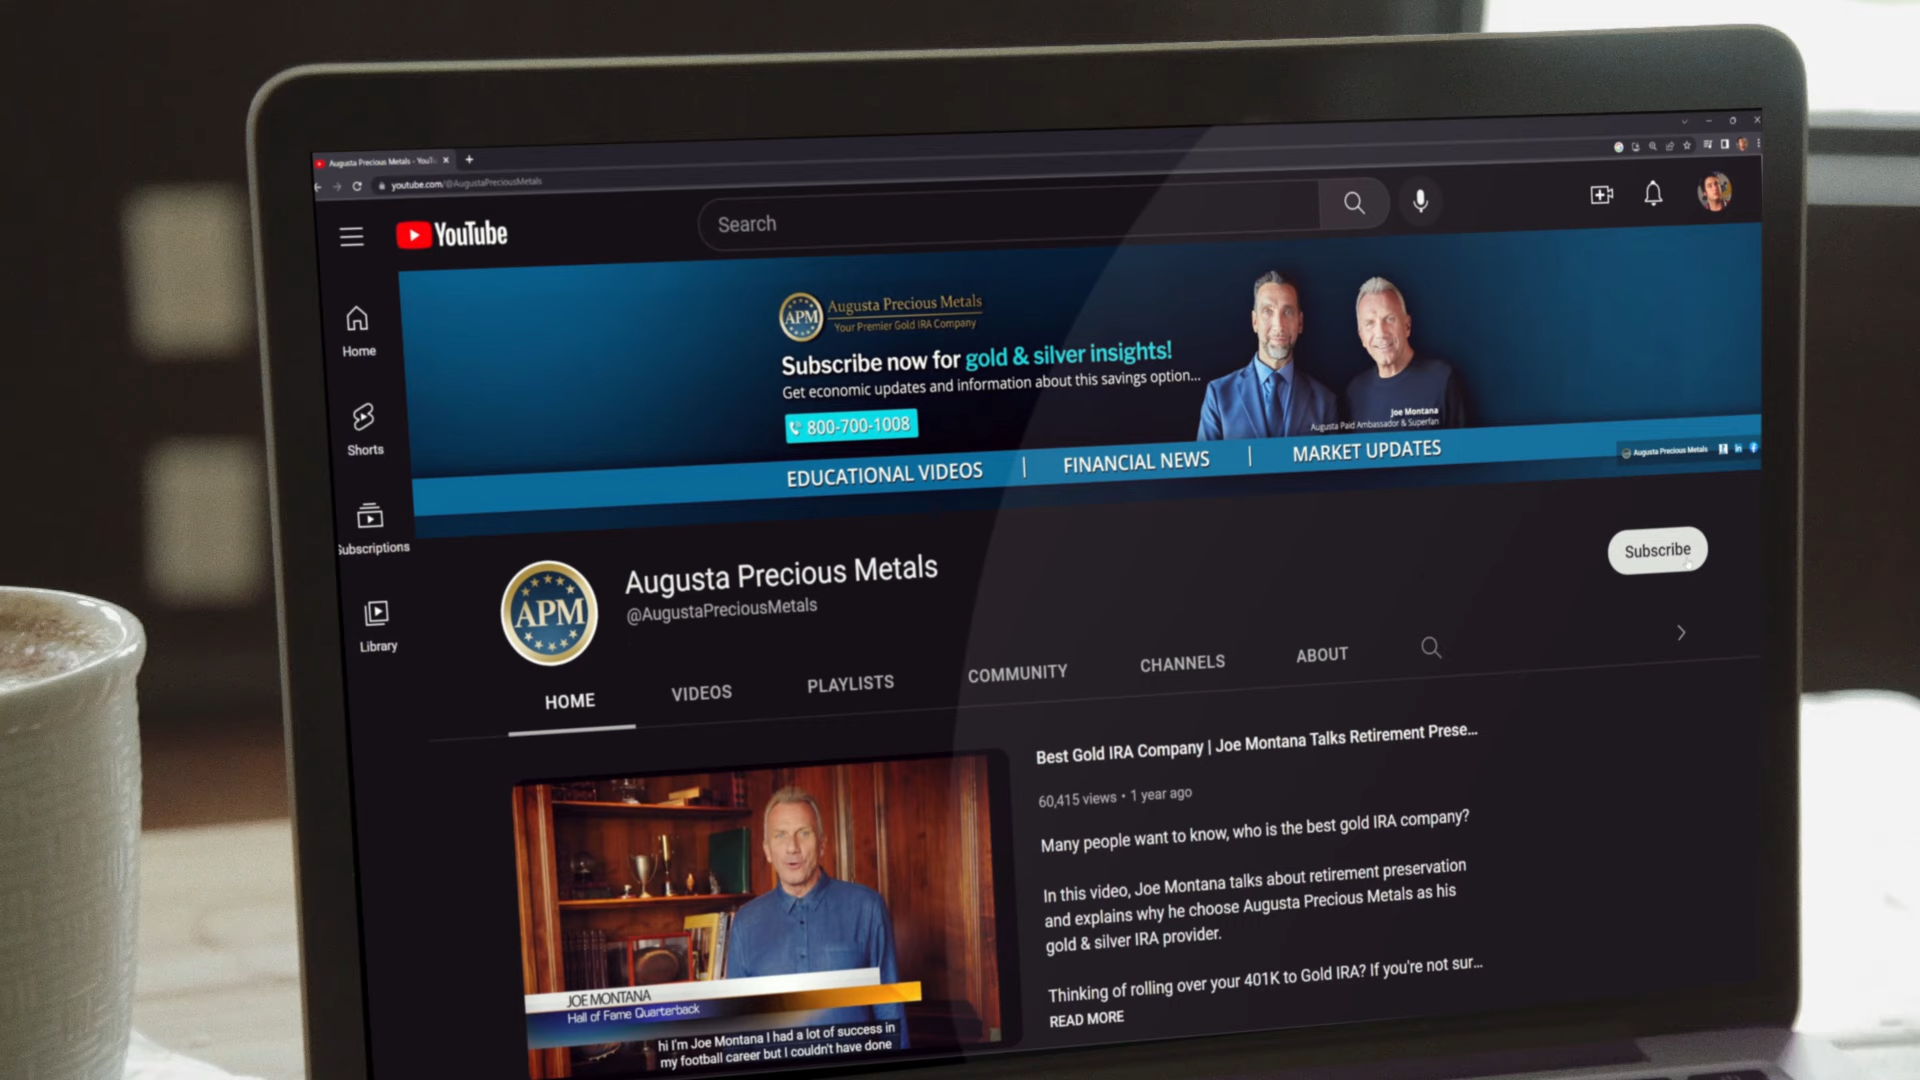 Augusta Precious Metals - YouTu
youtube.com/@AugustaPreciousMetals
YouTube
Search
APM
Augusta Precious Metals
Your Premier Gold IRA Company
Subscribe now for gold & silver insights!
Get economic updates and information about this savings option...
800-700-1008
Joe Montana
Augusta Paid Ambassador & Superfan
EDUCATIONAL VIDEOS | FINANCIAL NEWS | MARKET UPDATES
Augusta Precious Metals
Home
Shorts
Subscriptions
Library
APM
Augusta Precious Metals
@AugustaPreciousMetals
Subscribe
HOME VIDEOS PLAYLISTS COMMUNITY CHANNELS ABOUT
Best Gold IRA Company | Joe Montana Talks Retirement Prese...
60,415 views • 1 year ago
Many people want to know, who is the best gold IRA company?
In this video, Joe Montana talks about retirement preservation
and explains why he choose Augusta Precious Metals as his
gold & silver IRA provider.
Thinking of rolling over your 401K to Gold IRA? If you're not sur...
READ MORE
JOE MONTANA
Hall of Fame Quarterback
hi I'm Joe Montana I had a lot of success in
my football career but I couldn't have done